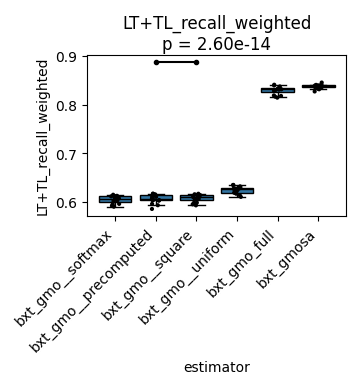 LT+TL_recall_weighted
p = 2.60e-14
LT+TL_recall_weighted
0.9
0.8
0.7
0.6
bxt_gmo__softmax
bxt_gmo__precomputed
bxt_gmo__square
bxt_gmo__uniform
bxt_gmo_full
bxt_gmosa
estimator